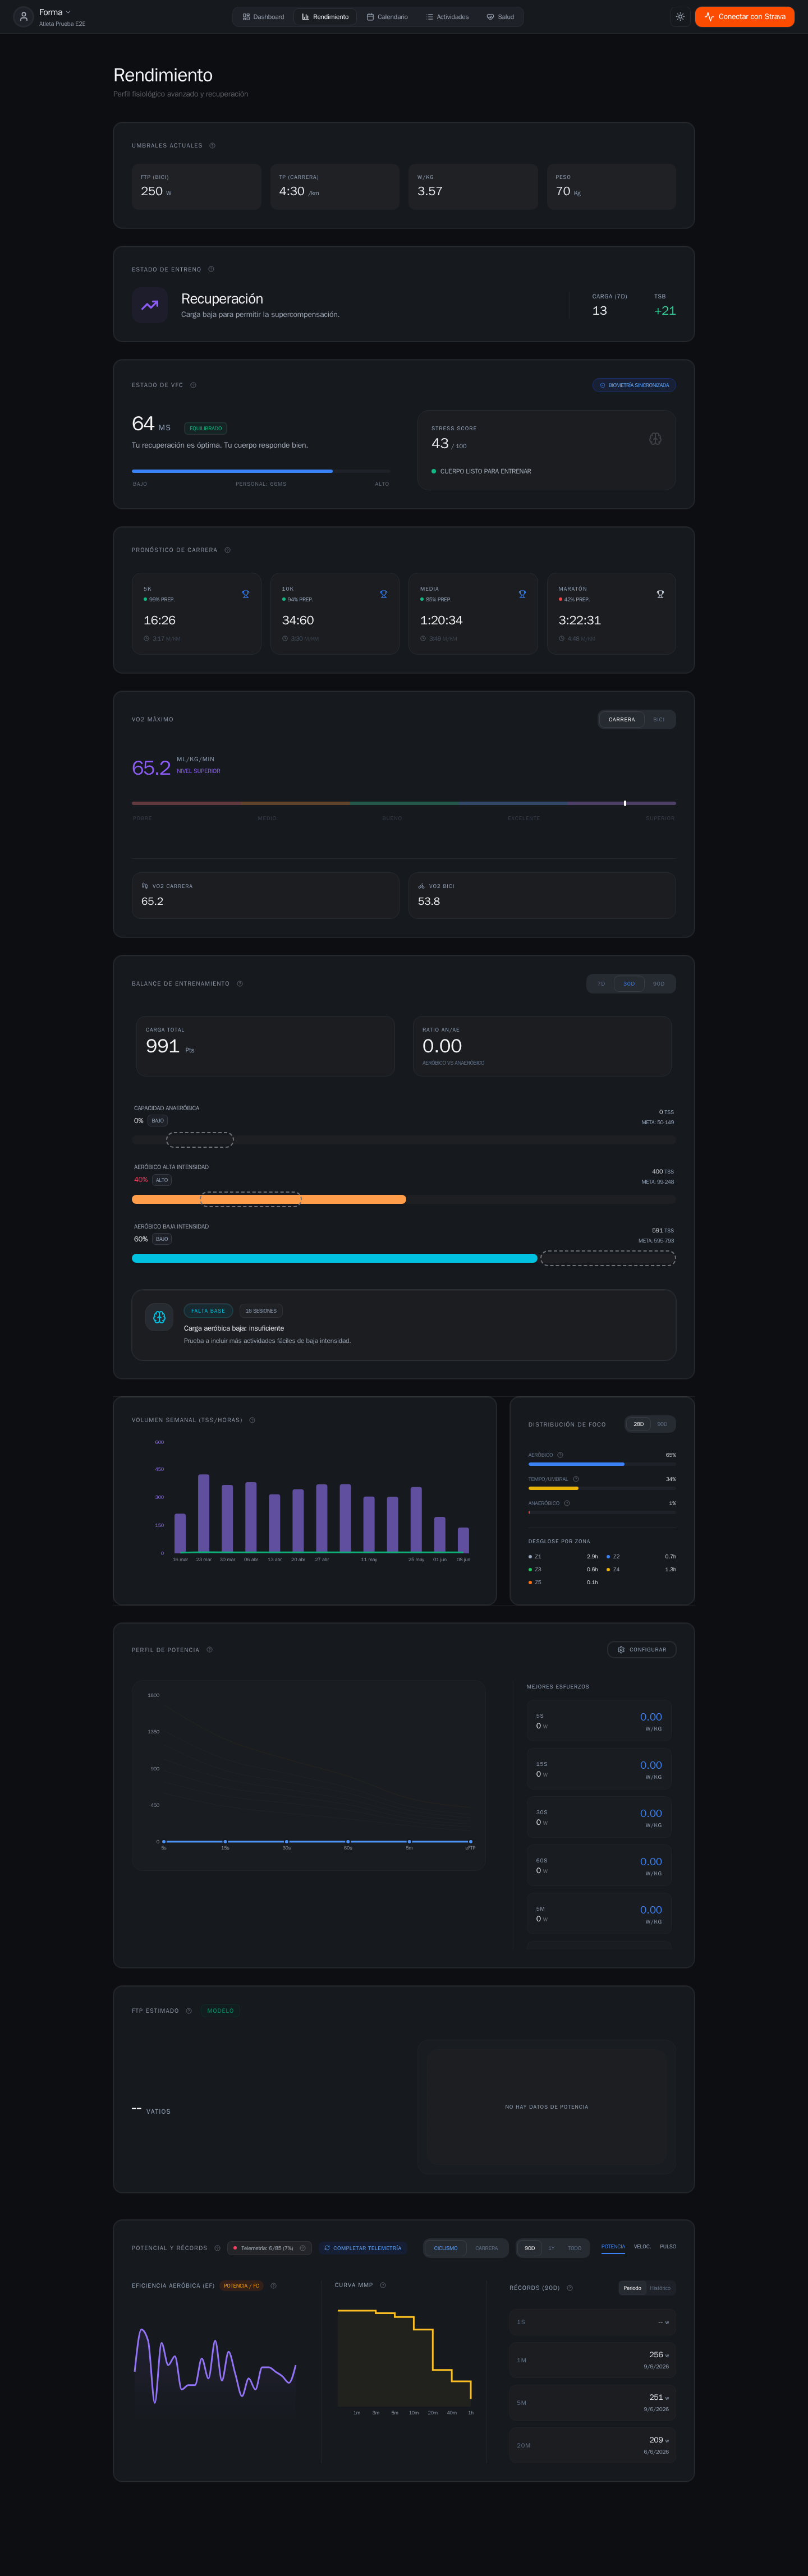 Forma
Atleta Prueba E2E
Dashboard
Rendimiento
Calendario
Actividades
Salud
Conectar con Strava
Rendimiento
Perfil fisiológico avanzado y recuperación
UMBRALES ACTUALES
FTP (BICI)
250 W
TP (CARRERA)
4:30 /km
W/KG
3.57
PESO
70 Kg
ESTADO DE ENTRENO
Recuperación
Carga baja para permitir la supercompensación.
CARGA (7D)
13
TSB
+21
ESTADO DE VFC
BIOMETRÍA SINCRONIZADA
64 MS
EQUILIBRADO
Tu recuperación es óptima. Tu cuerpo responde bien.
BAJO
ALTO
STRESS SCORE
43 / 100
CUERPO LISTO PARA ENTRENAR
PRONÓSTICO DE CARRERA
5K
99% PREP.
16:26
3:17
10K
94% PREP.
34:60
3:30
MEDIA
85% PREP.
1:20:34
3:49
MARATÓN
42% PREP.
3:22:31
4:48
VO2 MÁXIMO
CARRERA
BICI
65.2
ML/KG/MIN
NIVEL SUPERIOR
POBRE
MEDIO
BUENO
EXCELENTE
SUPERIOR
VO2 CARRERA
65.2
VO2 BICI
53.8
BALANCE DE ENTRENAMIENTO
7D
30D
90D
CARGA TOTAL
991 Pts
RATIO AN/AE
0.00
AERÓBICO VS ANAERÓBICO
CAPACIDAD ANAERÓBICA
0% BAJO
0 TSS
META: 50-149
AERÓBICO ALTA INTENSIDAD
40% ALTO
400 TSS
META: 99-248
AERÓBICO BAJA INTENSIDAD
60% BAJO
591 TSS
META: 595-793
FALTA BASE
Carga aeróbica baja: insuficiente
Prueba a incluir más actividades fáciles de baja intensidad.
VOLUMEN SEMANAL (TSS/HORAS)
600
450
300
150
0
16 mar
23 mar
30 mar
06 abr
13 abr
20 abr
27 abr
11 may
25 may
01 jun
08 jun
DISTRIBUCIÓN DE FOCO
28D
90D
AERÓBICO
65%
TEMPO/UMBRAL
34%
ANAERÓBICO
1%
DESGLOSE POR ZONA
Z1 2.9h
Z2 0.7h
Z3 0.6h
Z4 1.3h
Z5 0.1h
PERFIL DE POTENCIA
CONFIGURAR
1800
1350
900
450
0
5s
15s
30s
60s
5m
eFTP
MEJORES ESFUERZOS
5S
0 W
0.00
W/KG
15S
0 W
0.00
W/KG
30S
0 W
0.00
W/KG
60S
0 W
0.00
W/KG
5M
0 W
0.00
W/KG
FTP ESTIMADO
MODELO
-- VATIOS
NO HAY DATOS DE POTENCIA
POTENCIAL Y RÉCORDS
Telemetría: 6/85 (7%)
COMPLETAR TELEMETRÍA
CICLISMO
CARRERA
90D
1Y
TODO
POTENCIA
VELOC.
PULSO
EFICIENCIA AERÓBICA (EF)
POTENCIA / FC
CURVA MMP
1m
3m
5m
10m
20m
40m
1h
RÉCORDS (90D)
Periodo
Histórico
1S
-- w
1M
256 w
9/6/2026
5M
251 w
9/6/2026
20M
209 w
6/6/2026